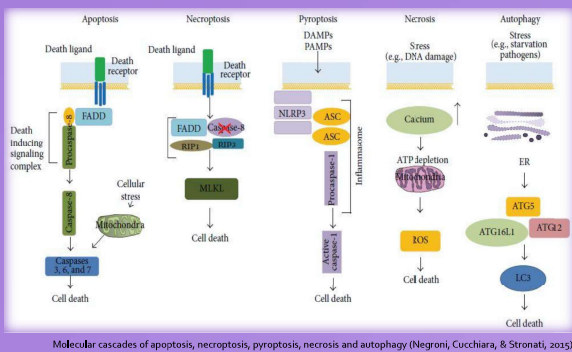 Apoptosis
Death ligand
Death
receptor
FADD
Procaspase-8
Death
inducing
signaling
complex
Caspase-8
Cellular
stress
Mitochondra
Caspases
3, 6, and 7
Cell death
Necroptosis
Death ligand
Death
receptor
FADD
Caspase-8
RIP1
RIP3
MLKL
Cell death
Pyroptosis
DAMPs
PAMPs
NLRP3
ASC
ASC
Procaspase-1
Inflammasome
Active
caspase-1
Cell death
Necrosis
Stress
(e.g., DNA damage)
Cacium
ATP depletion
Mitochondra
ROS
Cell death
Autophagy
Stress
(e.g., starvation
pathogens)
ER
ATG5
ATG16L1
ATG12
LC3
Cell death
Molecular cascades of apoptosis, necroptosis, pyroptosis, necrosis and autophagy (Negroni, Cucchiara, & Stronati, 2015)